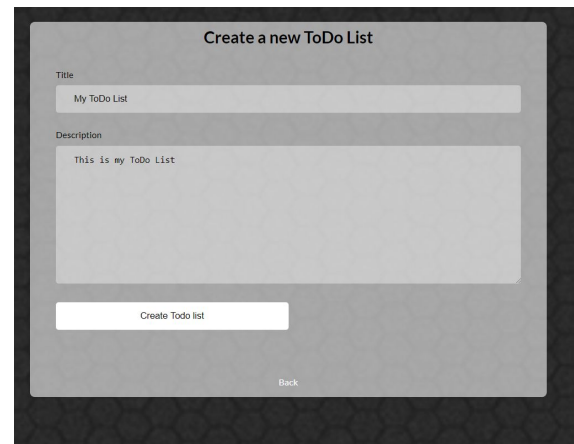 Create a new ToDo List
Title
My ToDo List
Description
This is my ToDo List
Create Todo list
Back